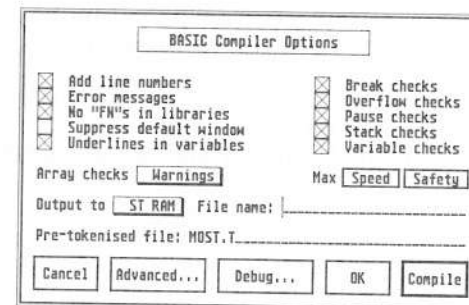 BASIC Compiler Options
Add line numbers
Error messages
No "FN"s in libraries
Suppress default window
Underlines in variables
Break checks
Overflow checks
Pause checks
Stack checks
Variable checks
Array checks Warnings Max Speed Safety
Output to ST RAM File name:
Pre-tokenised file: MOST.T
Cancel Advanced... Debug... OK Compile